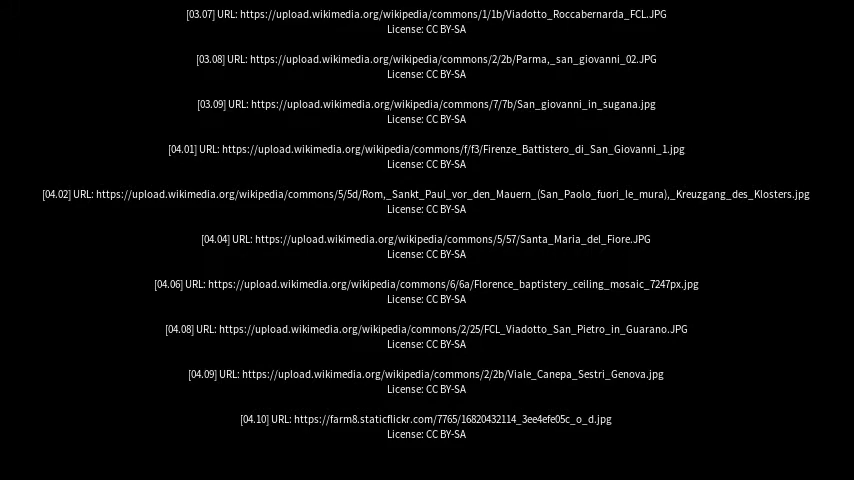 [03.07] URL: https://upload.wikimedia.org/wikipedia/commons/1/1b/Viadotto_Roccabernarda_FCL.JPG
License: CC BY-SA
[03.08] URL: https://upload.wikimedia.org/wikipedia/commons/2/2b/Parma,_san_giovanni_02.JPG
License: CC BY-SA
[03.09] URL: https://upload.wikimedia.org/wikipedia/commons/7/7b/San_giovanni_in_sugana.jpg
License: CC BY-SA
[04.01] URL: https://upload.wikimedia.org/wikipedia/commons/f/f3/Firenze_Battistero_di_San_Giovanni_1.jpg
License: CC BY-SA
[04.02] URL: https://upload.wikimedia.org/wikipedia/commons/5/5d/Rom,_Sankt_Paul_vor_den_Mauern_(San_Paolo_fuori_le_mura),_Kreuzgang_des_Klosters.jpg
License: CC BY-SA
[04.04] URL: https://upload.wikimedia.org/wikipedia/commons/5/57/Santa_Maria_del_Fiore.JPG
License: CC BY-SA
[04.06] URL: https://upload.wikimedia.org/wikipedia/commons/6/6a/Florence_baptistery_ceiling_mosaic_7247px.jpg
License: CC BY-SA
[04.08] URL: https://upload.wikimedia.org/wikipedia/commons/2/25/FCL_Viadotto_San_Pietro_in_Guarano.JPG
License: CC BY-SA
[04.09] URL: https://upload.wikimedia.org/wikipedia/commons/2/2b/Viale_Canepa_Sestri_Genova.jpg
License: CC BY-SA
[04.10] URL: https://farm8.staticflickr.com/7765/16820432114_3ee4efe05c_o_d.jpg
License: CC BY-SA